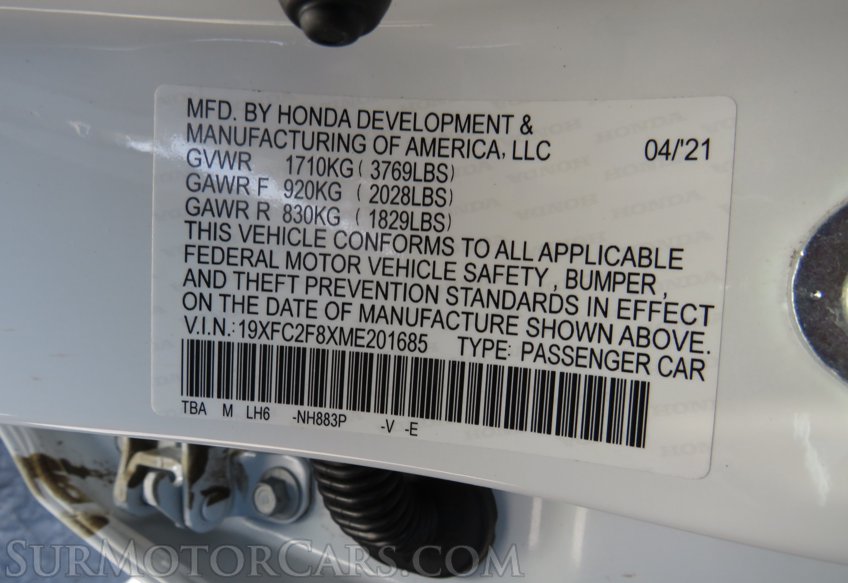 MFD. BY HONDA DEVELOPMENT &
MANUFACTURING OF AMERICA, LLC 04/'21
GVWR 1710KG ( 3769LBS)
GAWR F 920KG ( 2028LBS)
GAWR R 830KG ( 1829LBS)
THIS VEHICLE CONFORMS TO ALL APPLICABLE
FEDERAL MOTOR VEHICLE SAFETY, BUMPER,
AND THEFT PREVENTION STANDARDS IN EFFECT
ON THE DATE OF MANUFACTURE SHOWN ABOVE.
V.I.N.: 19XFC2F8XME201685 TYPE: PASSENGER CAR
TBA M LH6 -NH883P -V -E
SURMOTORCARS.COM